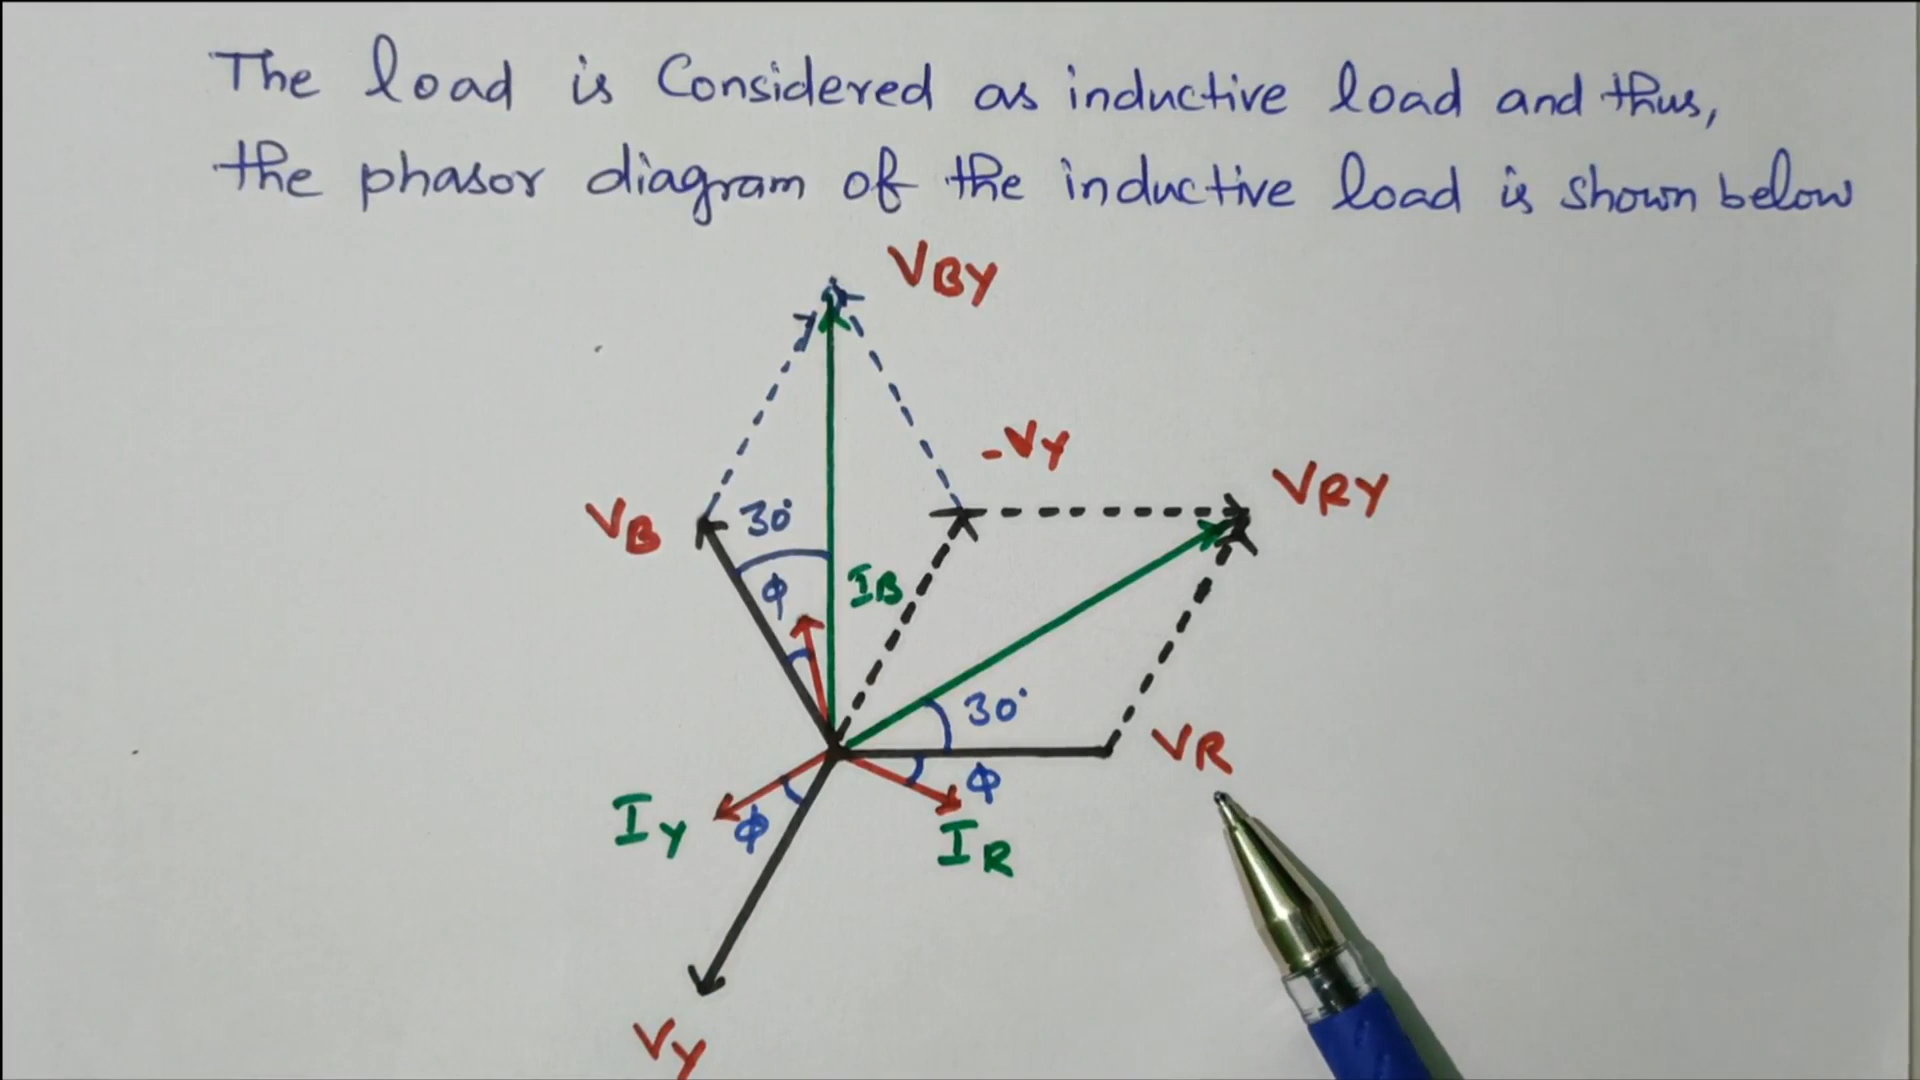 The load is Considered as inductive load and thus,
the phasor diagram of the inductive load is shown below
VBY
-VY
VRY
VB
30°
ϕ
IB
30°
VR
ϕ
IY
ϕ
IR
VY